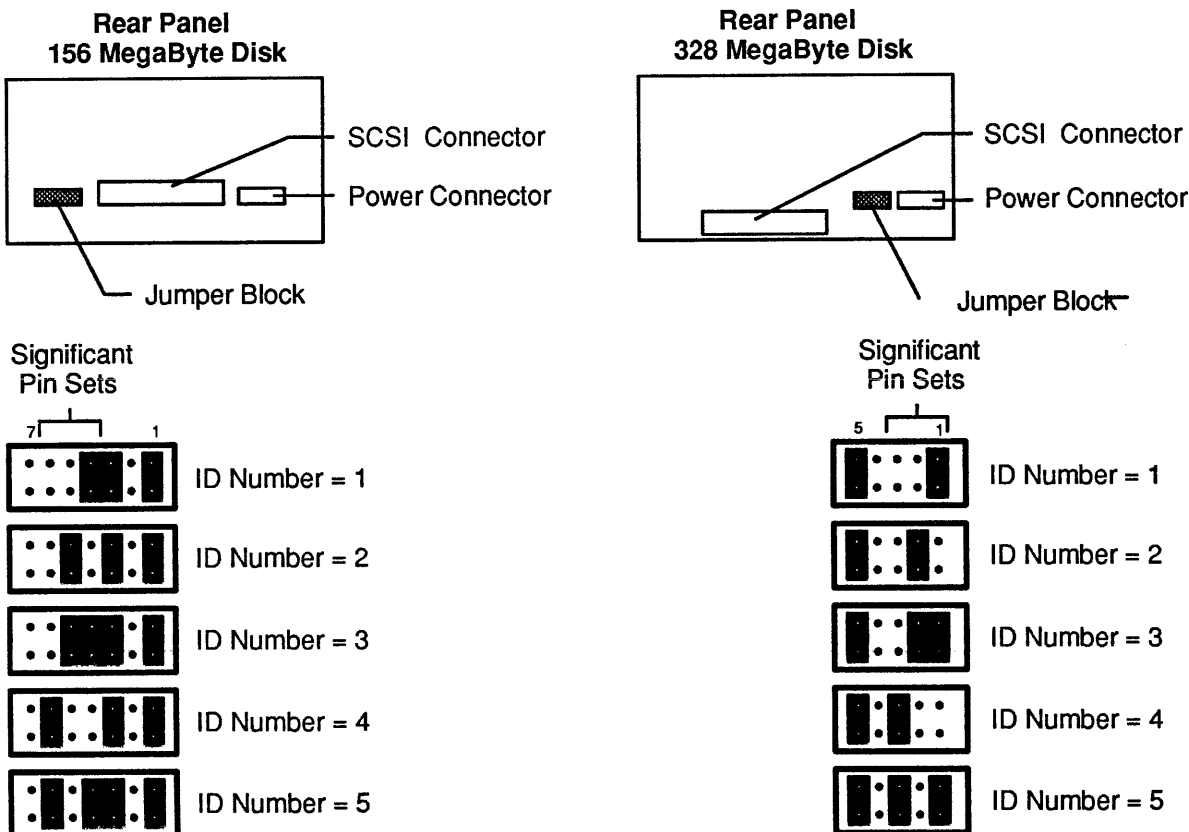 Rear Panel
156 MegaByte Disk
SCSI Connector
Power Connector
Jumper Block
Significant
Pin Sets
7 1
ID Number = 1
ID Number = 2
ID Number = 3
ID Number = 4
ID Number = 5
Rear Panel
328 MegaByte Disk
SCSI Connector
Power Connector
Jumper Block
Significant
Pin Sets
5 1
ID Number = 1
ID Number = 2
ID Number = 3
ID Number = 4
ID Number = 5